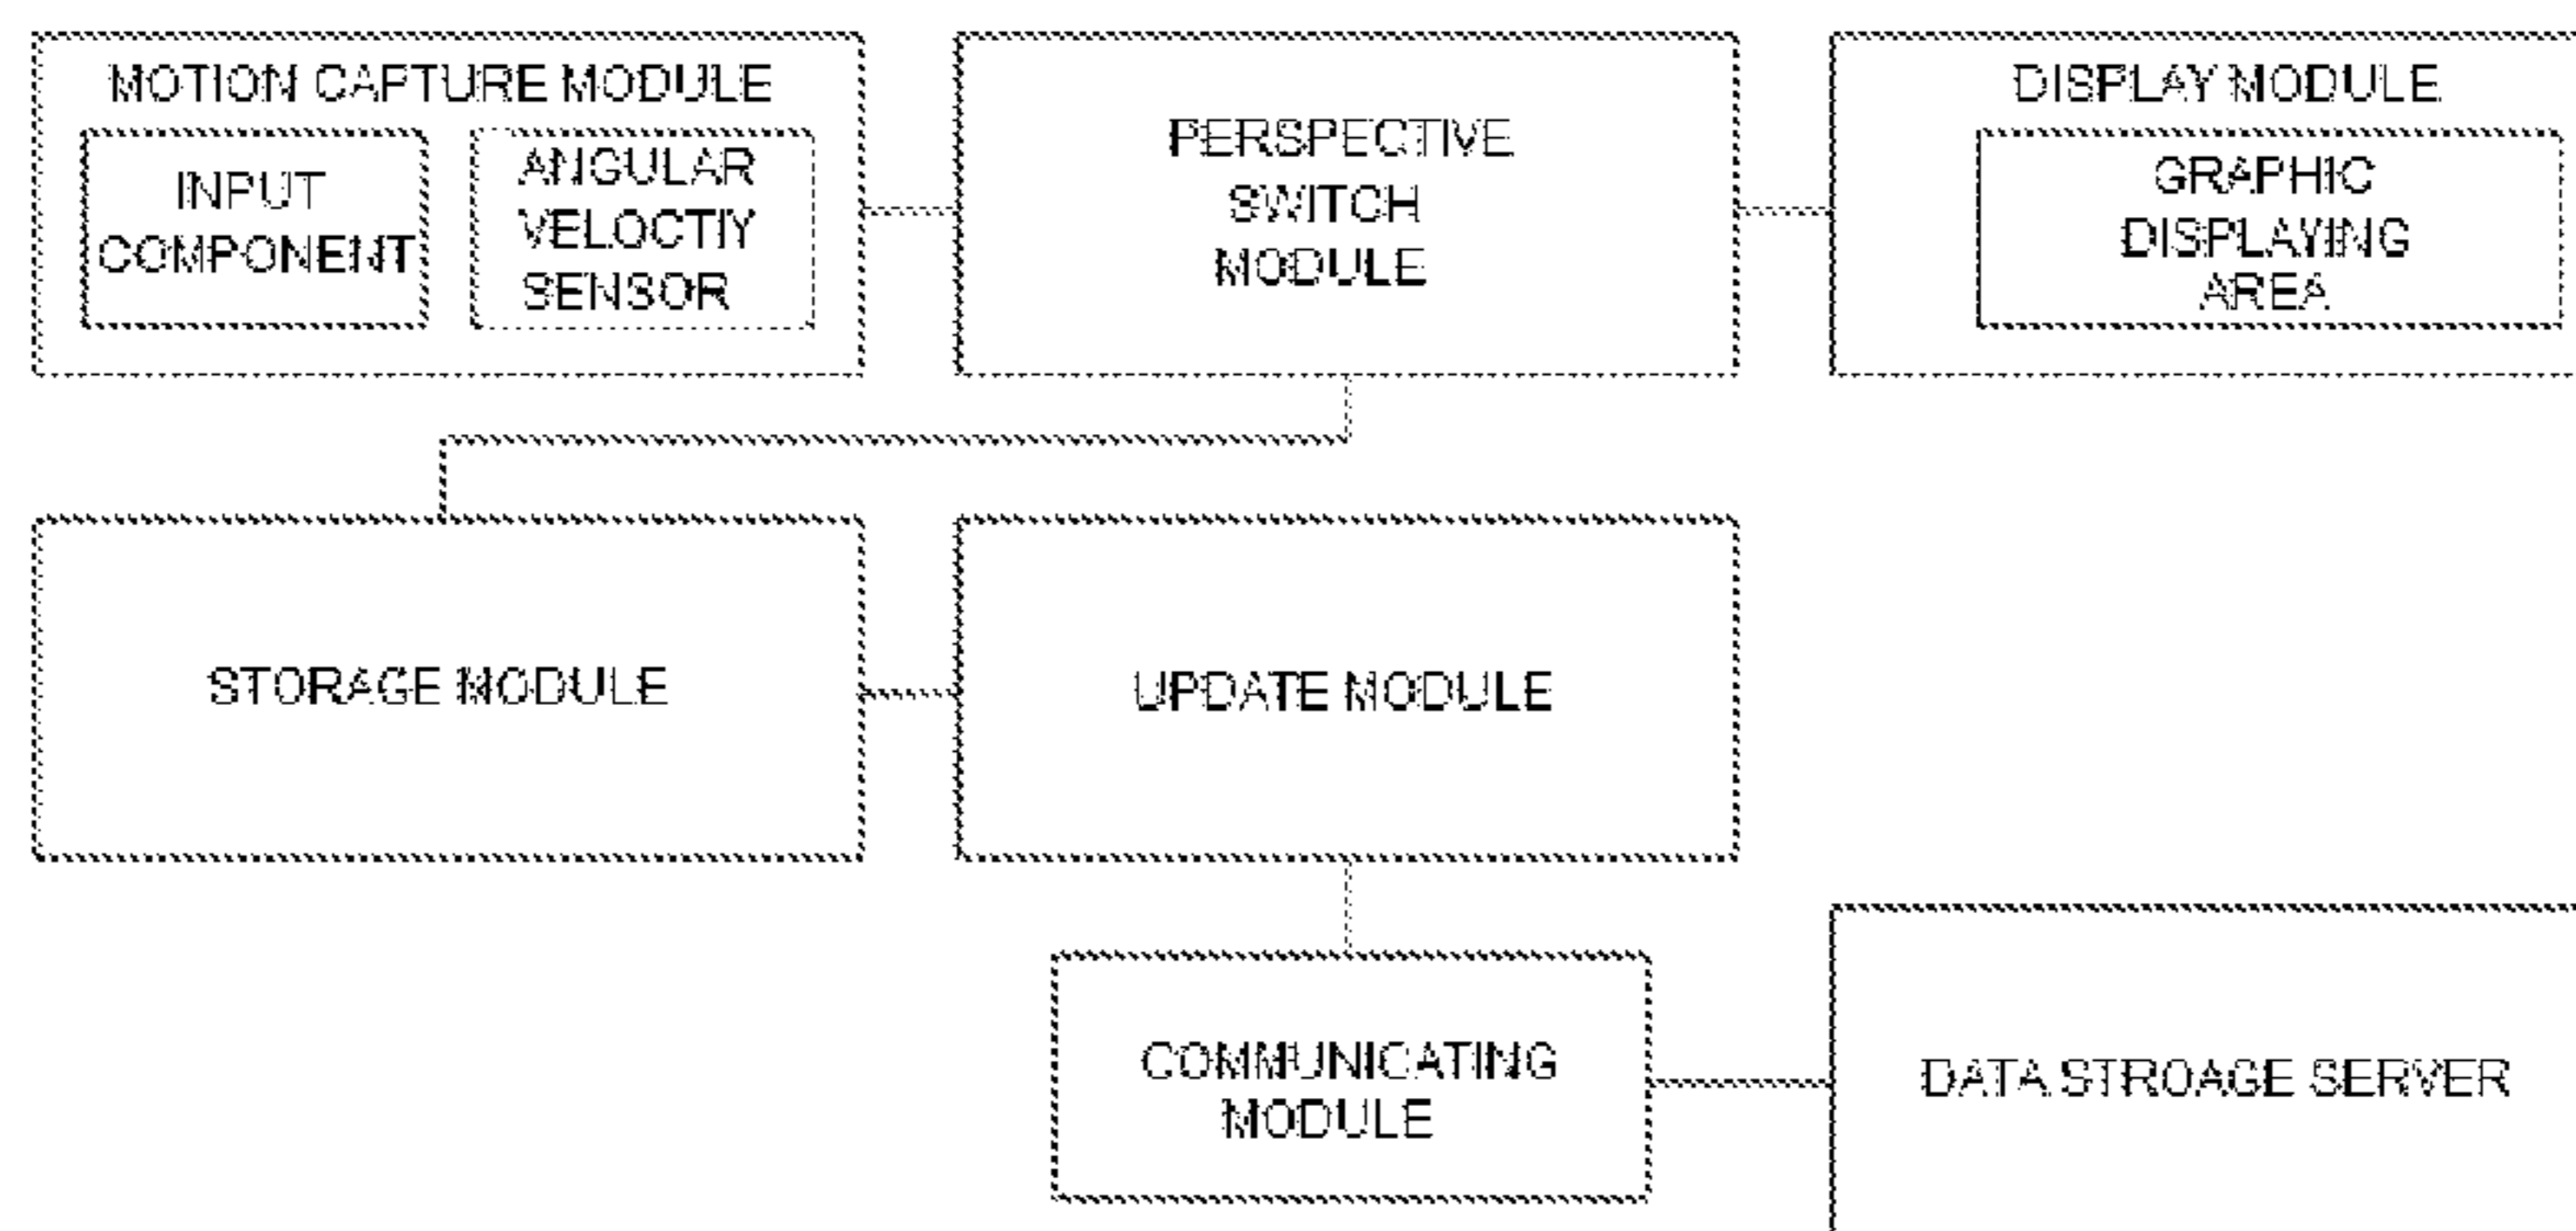 MOTION CAPTURE MODULE
INPUT
COMPONENT
ANGULAR
VELOCTIY
SENSOR
PERSPECTIVE
SWITCH
MODULE
DISPLAY MODULE
GRAPHIC
DISPLAYING
AREA
STORAGE MODULE
UPDATE MODULE
COMMUNICATING
MODULE
DATA STROAGE SERVER